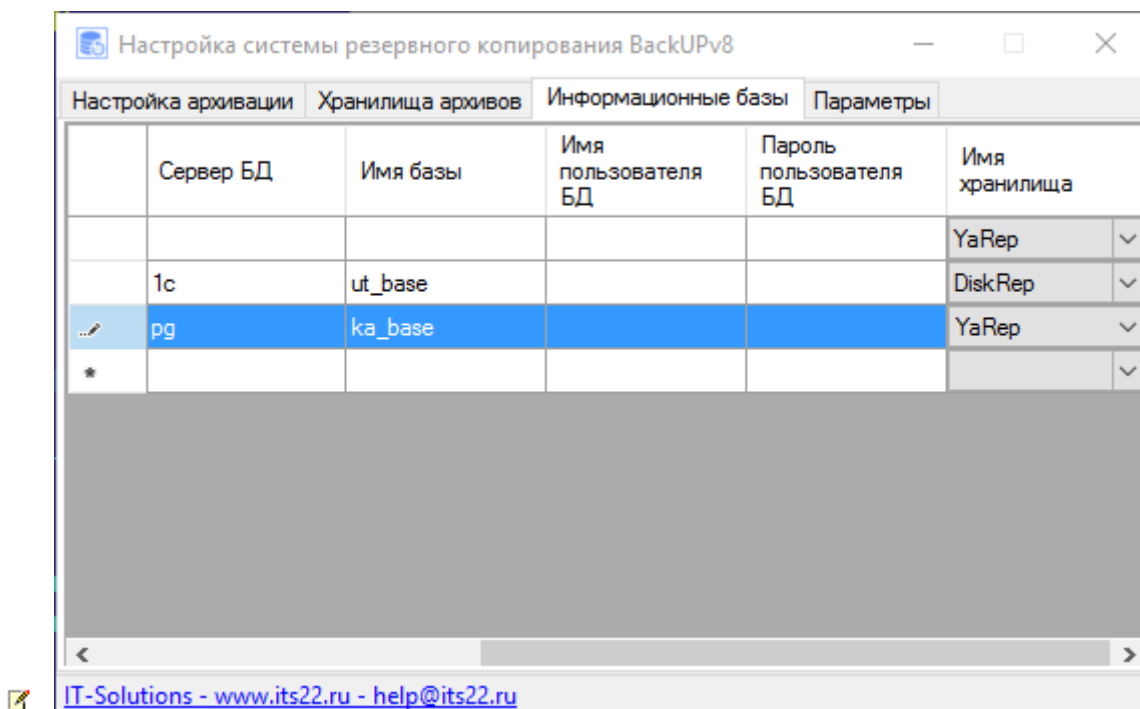 Настройка системы резервного копирования BackUPv8
Настройка архивации Хранилища архивов Информационные базы Параметры
Сервер БД Имя базы Имя пользователя БД Пароль пользователя БД Имя хранилища
YaRep
1c ut_base DiskRep
pg ka_base YaRep
IT-Solutions - www.its22.ru - help@its22.ru